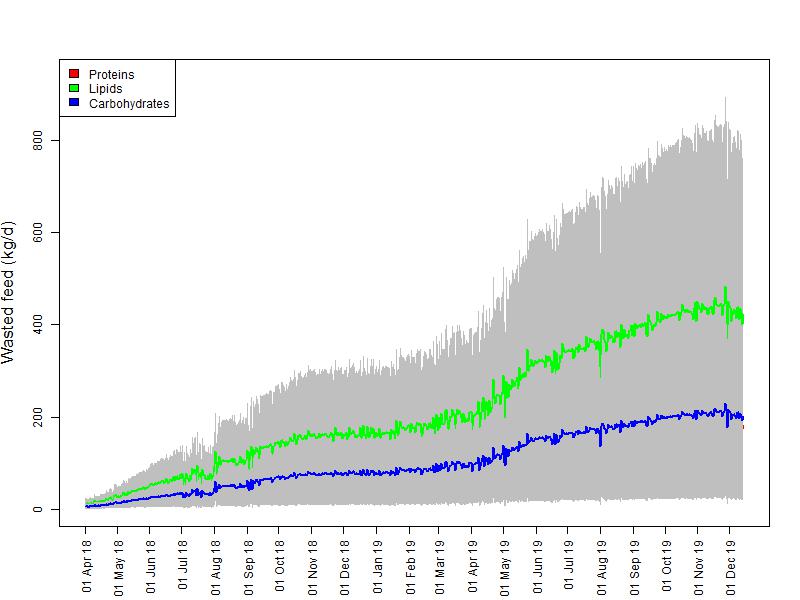 Proteins
Lipids
Carbohydrates
Wasted feed (kg/d)
800
600
400
200
0
01 Apr 18
01 May 18
01 Jun 18
01 Jul 18
01 Aug 18
01 Sep 18
01 Oct 18
01 Nov 18
01 Dec 18
01 Jan 19
01 Feb 19
01 Mar 19
01 Apr 19
01 May 19
01 Jun 19
01 Jul 19
01 Aug 19
01 Sep 19
01 Oct 19
01 Nov 19
01 Dec 19